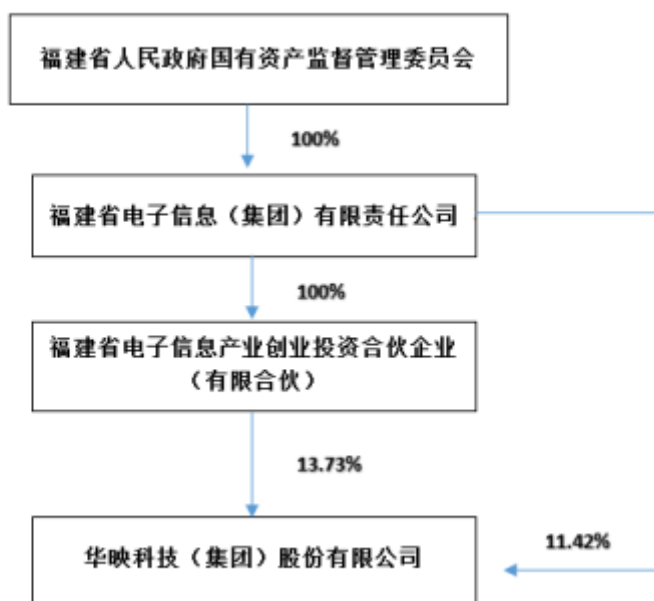 福建省人民政府国有资产监督管理委员会
100%
福建省电子信息（集团）有限责任公司
100%
福建省电子信息产业创业投资合伙企业
（有限合伙）
13.73%
华映科技（集团）股份有限公司
11.42%